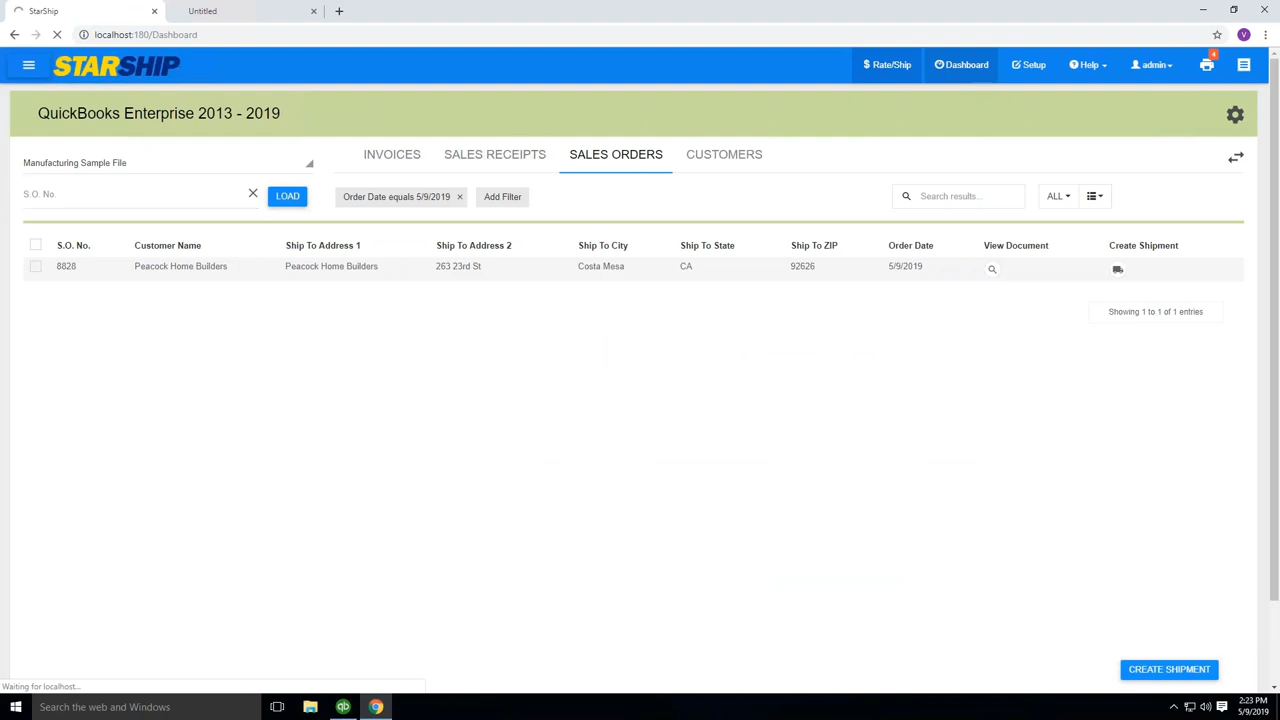 StarShip
Untitled
localhost:180/Dashboard
V
STARSHIP
$ Rate/Ship
Dashboard
Setup
Help
admin
4
QuickBooks Enterprise 2013 - 2019
Manufacturing Sample File
INVOICES SALES RECEIPTS SALES ORDERS CUSTOMERS
S.O. No.
LOAD
Order Date equals 5/9/2019 ×
Add Filter
Search results...
ALL
S.O. No. Customer Name Ship To Address 1 Ship To Address 2 Ship To City Ship To State Ship To ZIP Order Date View Document Create Shipment
8828 Peacock Home Builders Peacock Home Builders 263 23rd St Costa Mesa CA 92626 5/9/2019
Showing 1 to 1 of 1 entries
CREATE SHIPMENT
Waiting for localhost...
Search the web and Windows
qb
2:23 PM
5/9/2019